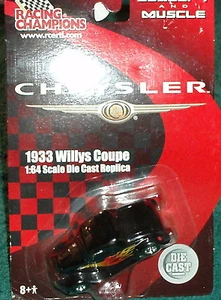 RACING
CHAMPIONS
www.rcertl.com
AND
MUSCLE
CHRYSLER
1933 Willys Coupe
1:64 Scale Die Cast Replica
DIE
CAST
8+